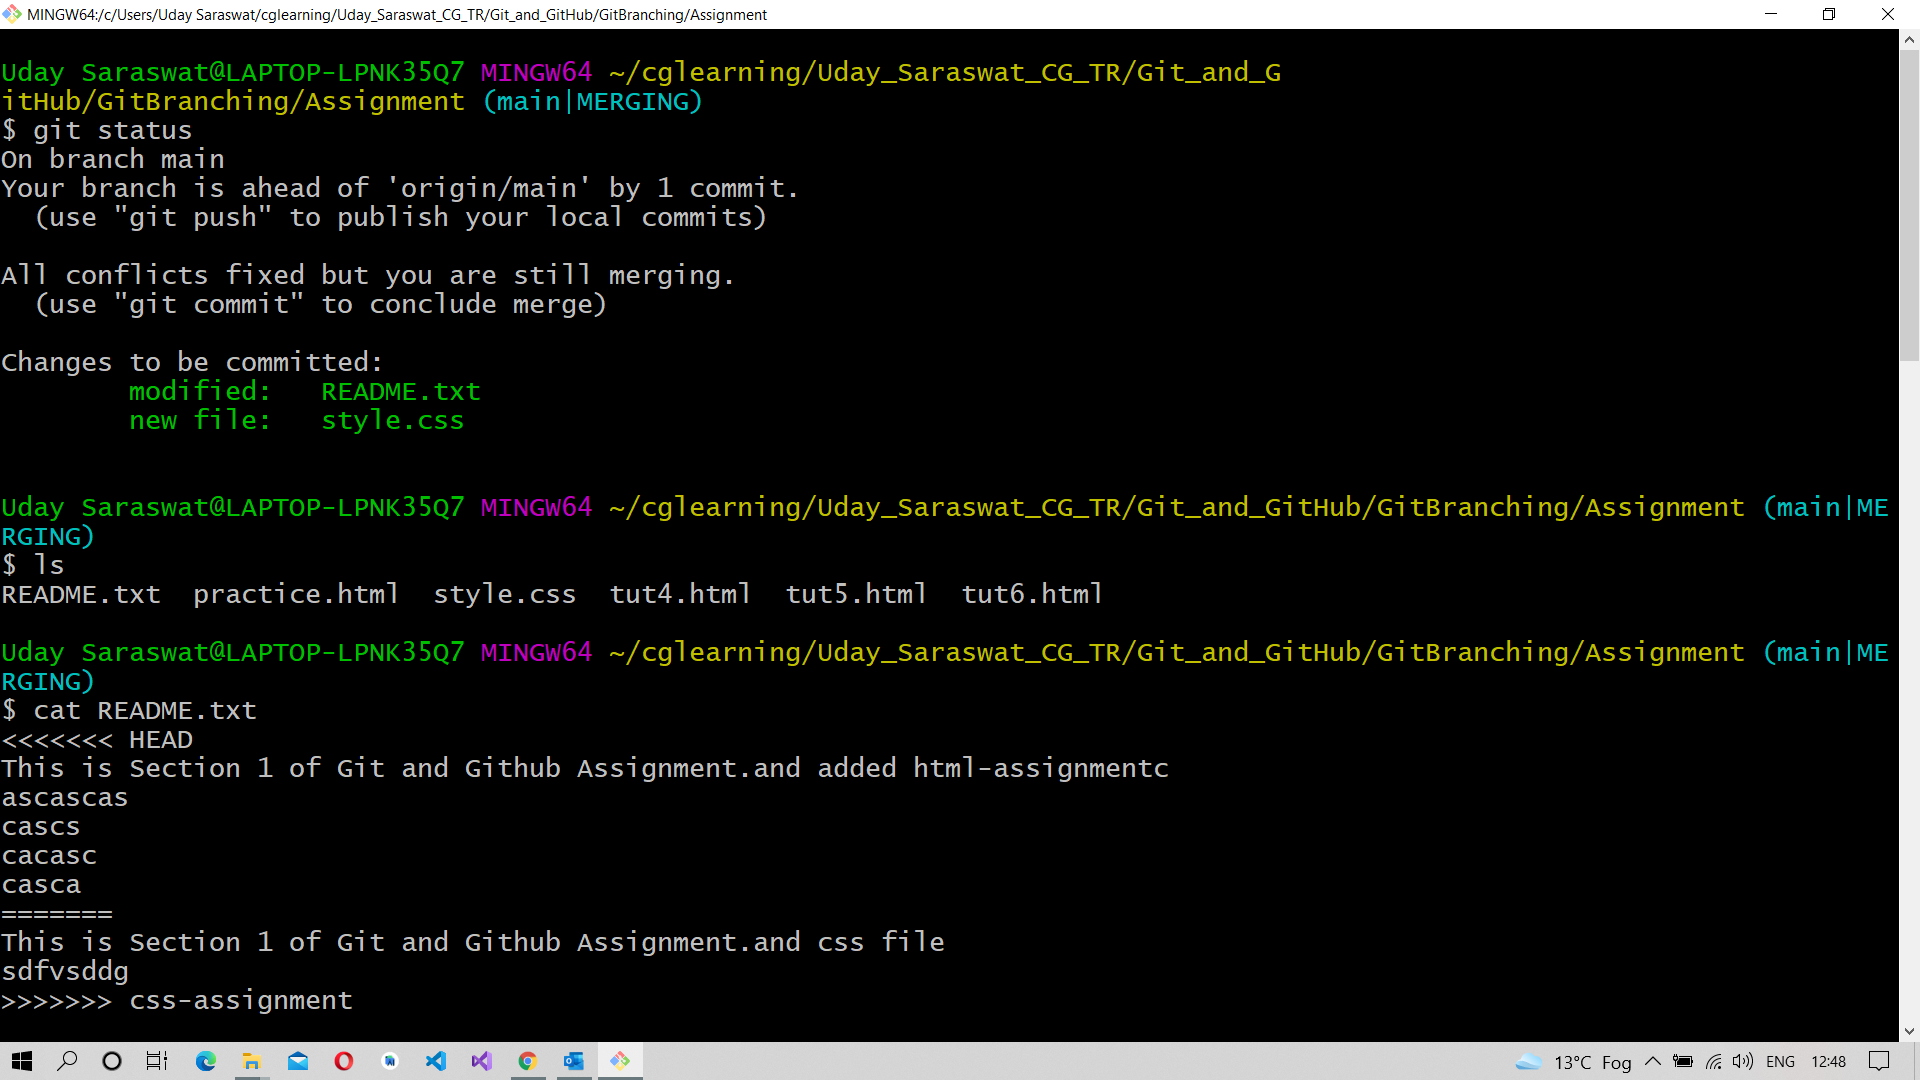 MINGW64:/c/Users/Uday Saraswat/cglearning/Uday_Saraswat_CG_TR/Git_and_GitHub/GitBranching/Assignment
Uday Saraswat@LAPTOP-LPNK35Q7 MINGW64 ~/cglearning/Uday_Saraswat_CG_TR/Git_and_G
itHub/GitBranching/Assignment (main|MERGING)
$ git status
On branch main
Your branch is ahead of 'origin/main' by 1 commit.
  (use "git push" to publish your local commits)
All conflicts fixed but you are still merging.
  (use "git commit" to conclude merge)
Changes to be committed:
        modified:   README.txt
        new file:   style.css
Uday Saraswat@LAPTOP-LPNK35Q7 MINGW64 ~/cglearning/Uday_Saraswat_CG_TR/Git_and_GitHub/GitBranching/Assignment (main|ME
RGING)
$ ls
README.txt  practice.html  style.css  tut4.html  tut5.html  tut6.html
Uday Saraswat@LAPTOP-LPNK35Q7 MINGW64 ~/cglearning/Uday_Saraswat_CG_TR/Git_and_GitHub/GitBranching/Assignment (main|ME
RGING)
$ cat README.txt
<<<<<<< HEAD
This is Section 1 of Git and Github Assignment.and added html-assignmentc
ascascas
cascs
cacasc
casca
=======
This is Section 1 of Git and Github Assignment.and css file
sdfvsddg
>>>>>>> css-assignment
13°C Fog ENG 12:48